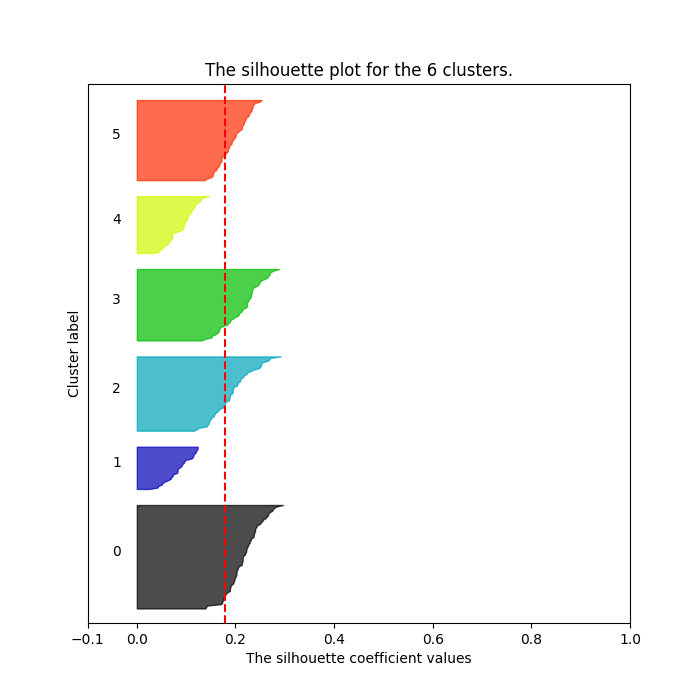 The silhouette plot for the 6 clusters.
5
4
3
2
1
0
Cluster label
−0.1 0.0 0.2 0.4 0.6 0.8 1.0
The silhouette coefficient values